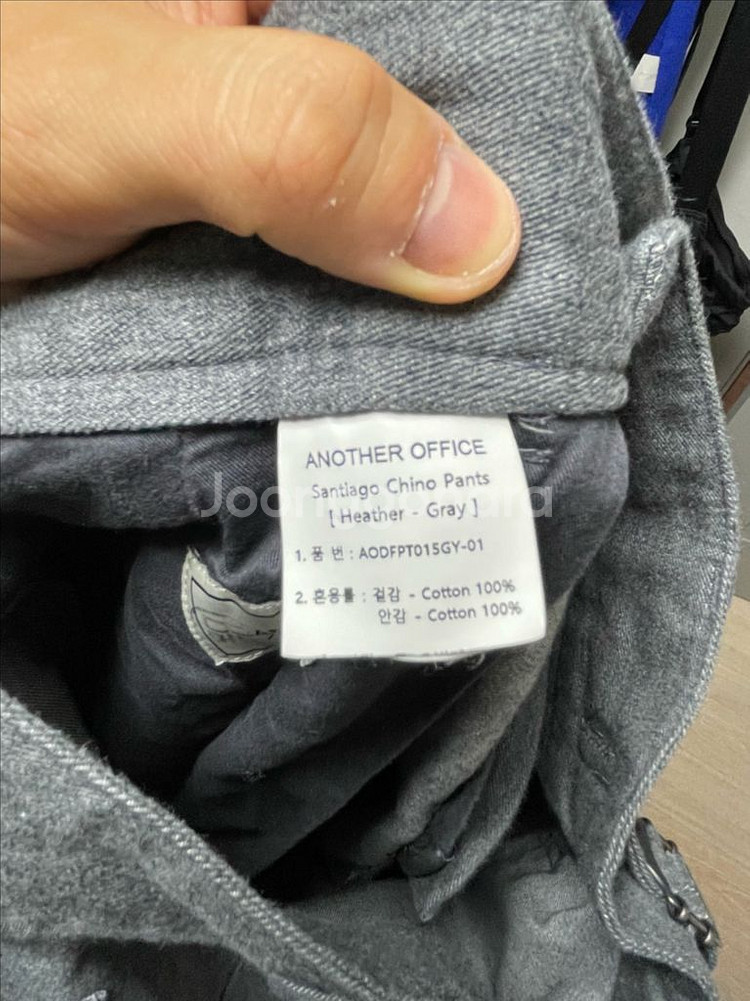 ANOTHER OFFICE
Santiago Chino Pants
[ Heather - Gray ]
1. 품 번 : AODFPT015GY-01
2. 혼용률 : 겉감 - Cotton 100%
안감 - Cotton 100%